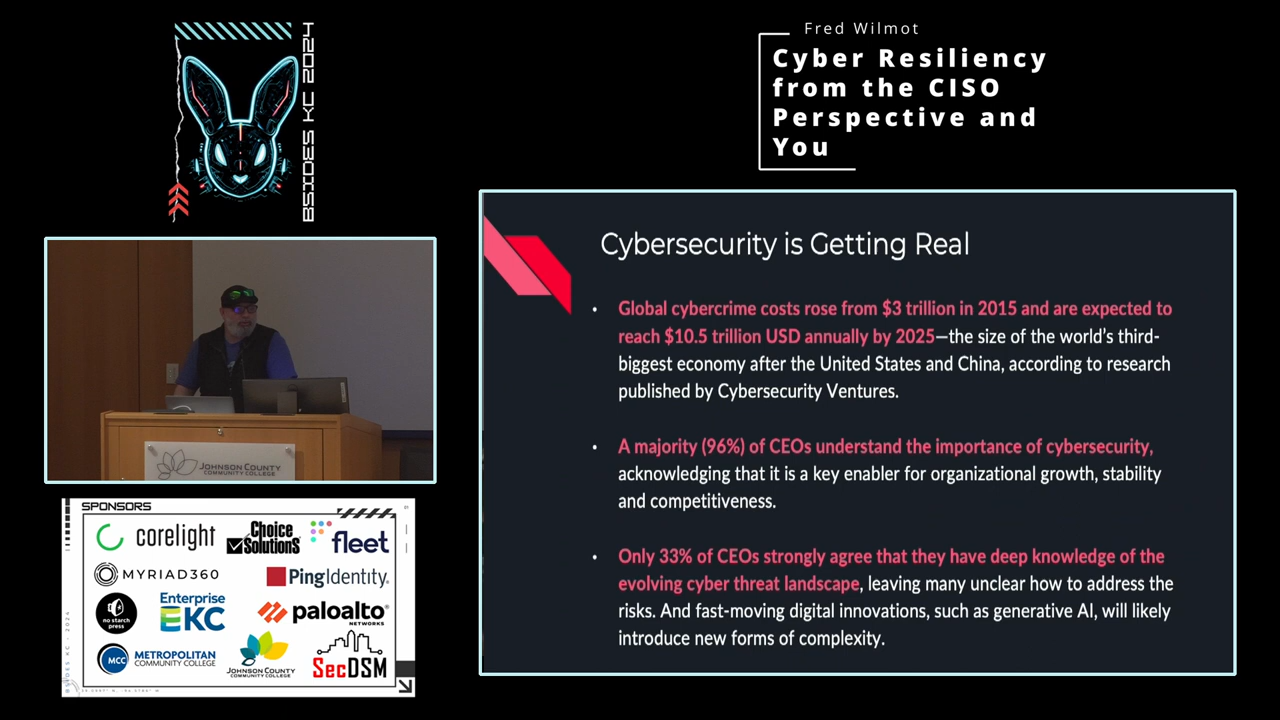 BSIDES KC 2024
Fred Wilmot
Cyber Resiliency
from the CISO
Perspective and
You
JOHNSON COUNTY
COMMUNITY COLLEGE
Cybersecurity is Getting Real
• Global cybercrime costs rose from $3 trillion in 2015 and are expected to
reach $10.5 trillion USD annually by 2025—the size of the world's third-
biggest economy after the United States and China, according to research
published by Cybersecurity Ventures.
• A majority (96%) of CEOs understand the importance of cybersecurity,
acknowledging that it is a key enabler for organizational growth, stability
and competitiveness.
• Only 33% of CEOs strongly agree that they have deep knowledge of the
evolving cyber threat landscape, leaving many unclear how to address the
risks. And fast-moving digital innovations, such as generative AI, will likely
introduce new forms of complexity.
SPONSORS
corelight
Choice
Solutions
fleet
MYRIAD360
PingIdentity.
no starch
press
Enterprise
KC
paloalto
NETWORKS
MCC
METROPOLITAN
COMMUNITY COLLEGE
JOHNSON COUNTY
COMMUNITY COLLEGE
SecDSM
BSIDES KC - 2024